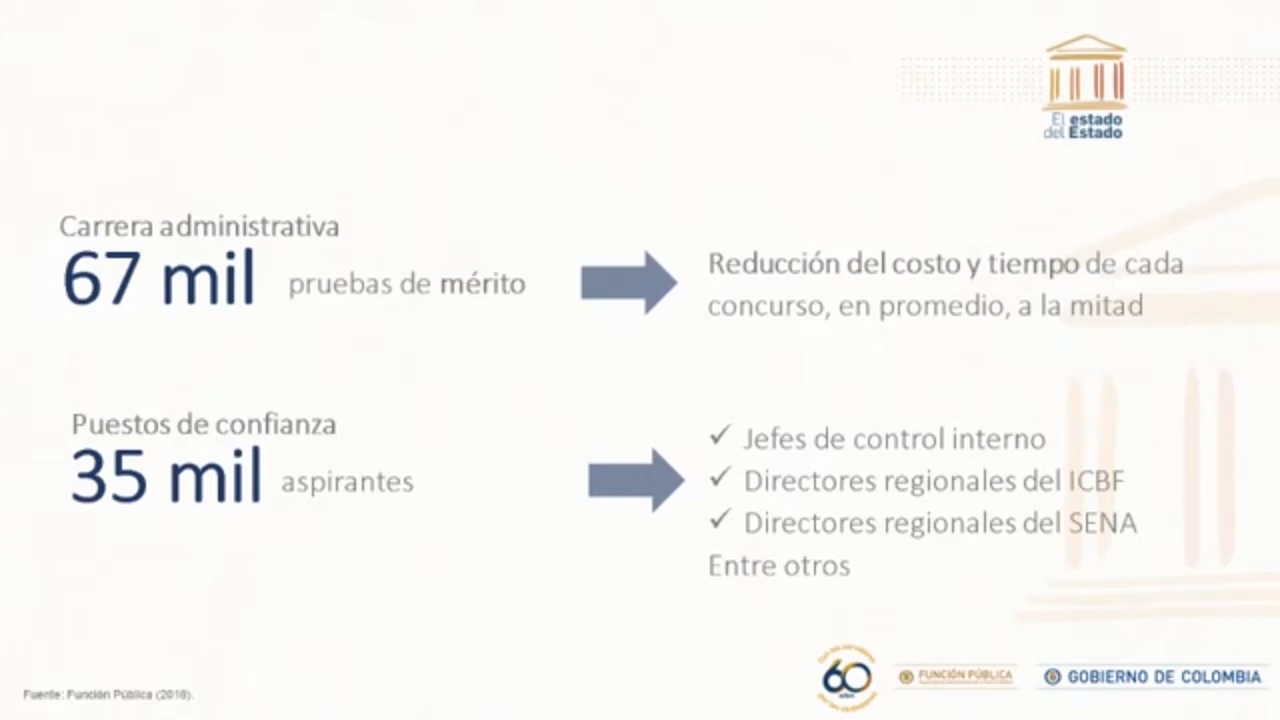 El estado
del Estado
Carrera administrativa
67 mil pruebas de mérito
Reducción del costo y tiempo de cada
concurso, en promedio, a la mitad
Puestos de confianza
35 mil aspirantes
✓ Jefes de control interno
✓ Directores regionales del ICBF
✓ Directores regionales del SENA
Entre otros
Fuente: Función Pública (2018).
60
años
FUNCIÓN PÚBLICA
GOBIERNO DE COLOMBIA